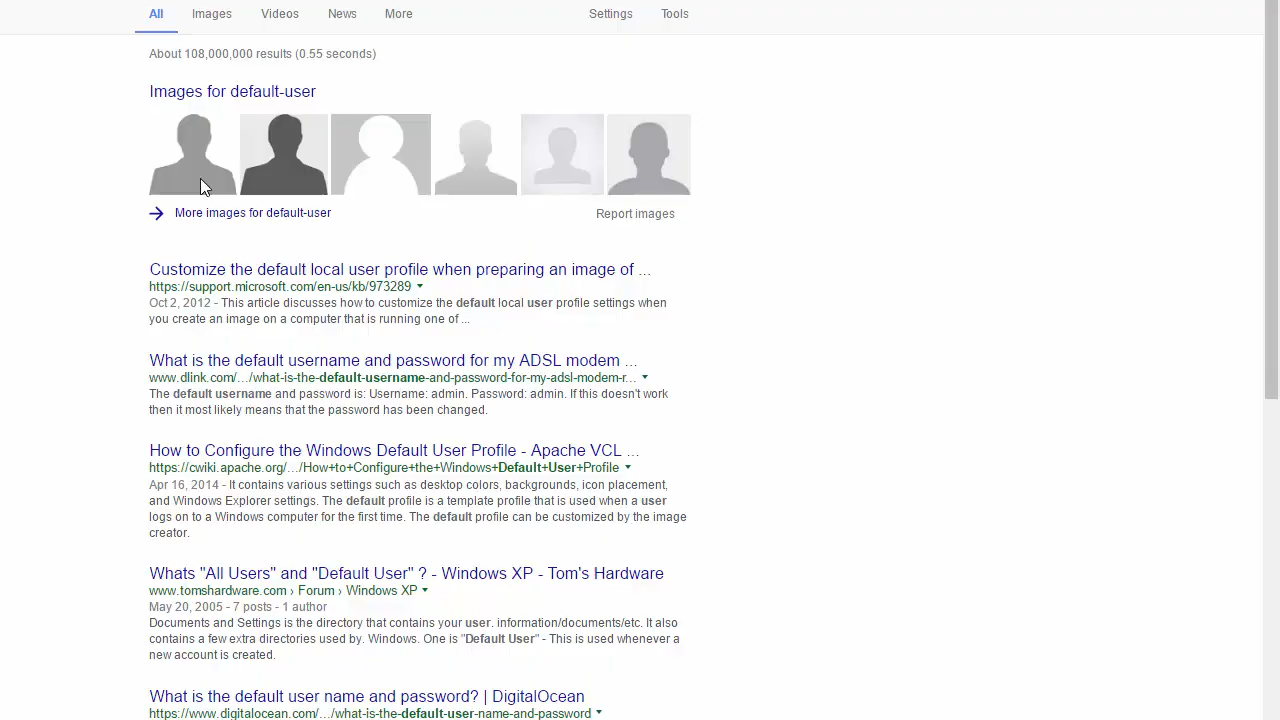 All Images Videos News More Settings Tools
About 108,000,000 results (0.55 seconds)
Images for default-user
More images for default-user Report images
Customize the default local user profile when preparing an image of ...
https://support.microsoft.com/en-us/kb/973289
Oct 2, 2012 - This article discusses how to customize the default local user profile settings when
you create an image on a computer that is running one of ...
What is the default username and password for my ADSL modem ...
www.dlink.com/.../what-is-the-default-username-and-password-for-my-adsl-modem-r...
The default username and password is: Username: admin. Password: admin. If this doesn't work
then it most likely means that the password has been changed.
How to Configure the Windows Default User Profile - Apache VCL ...
https://cwiki.apache.org/.../How+to+Configure+the+Windows+Default+User+Profile
Apr 16, 2014 - It contains various settings such as desktop colors, backgrounds, icon placement,
and Windows Explorer settings. The default profile is a template profile that is used when a user
logs on to a Windows computer for the first time. The default profile can be customized by the image
creator.
Whats "All Users" and "Default User" ? - Windows XP - Tom's Hardware
www.tomshardware.com › Forum › Windows XP
May 20, 2005 - 7 posts - 1 author
Documents and Settings is the directory that contains your user. information/documents/etc. It also
contains a few extra directories used by. Windows. One is "Default User" - This is used whenever a
new account is created.
What is the default user name and password? | DigitalOcean
https://www.digitalocean.com/.../what-is-the-default-user-name-and-password